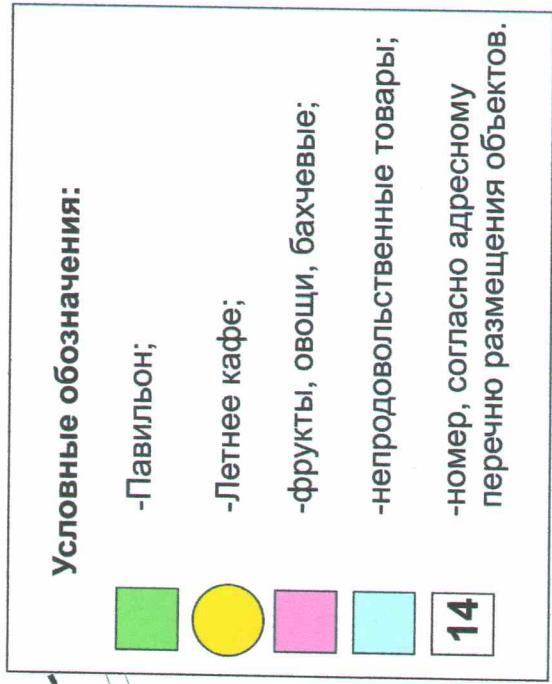 Условные обозначения:
-Павильон;
-Летнее кафе;
-фрукты, овощи, бахчевые;
-непродовольственные товары;
14 -номер, согласно адресному
перечню размещения объектов.